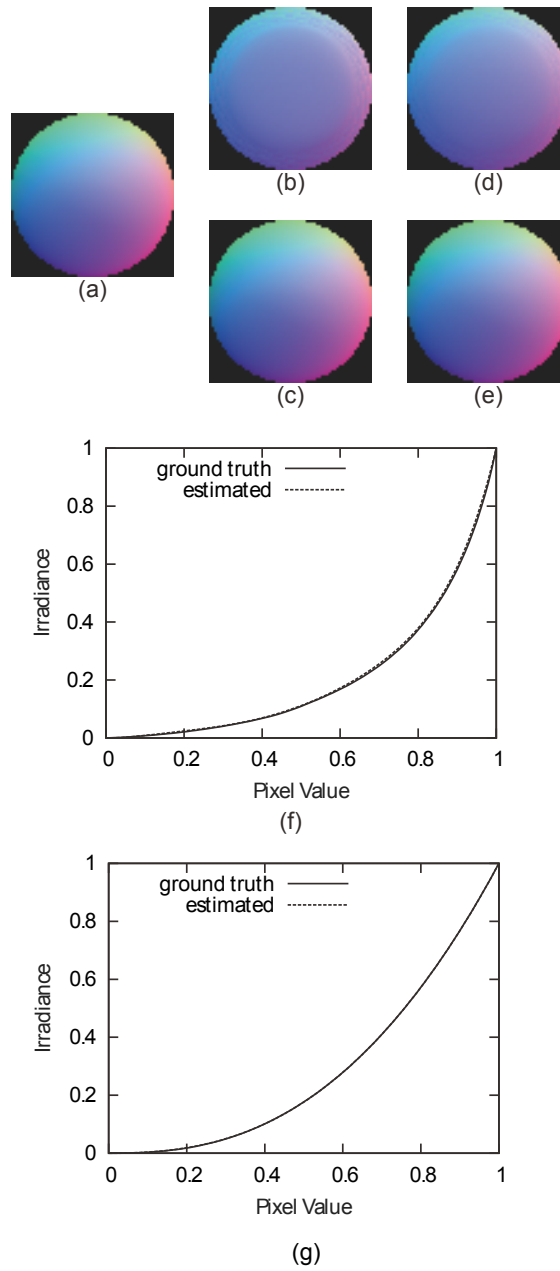 (b)
(d)
(a)
(c)
(e)
ground truth
estimated
1
0.8
0.6
0.4
0.2
0
Irradiance
0
0.2
0.4
0.6
0.8
1
Pixel Value
(f)
ground truth
estimated
1
0.8
0.6
0.4
0.2
0
Irradiance
0
0.2
0.4
0.6
0.8
1
Pixel Value
(g)